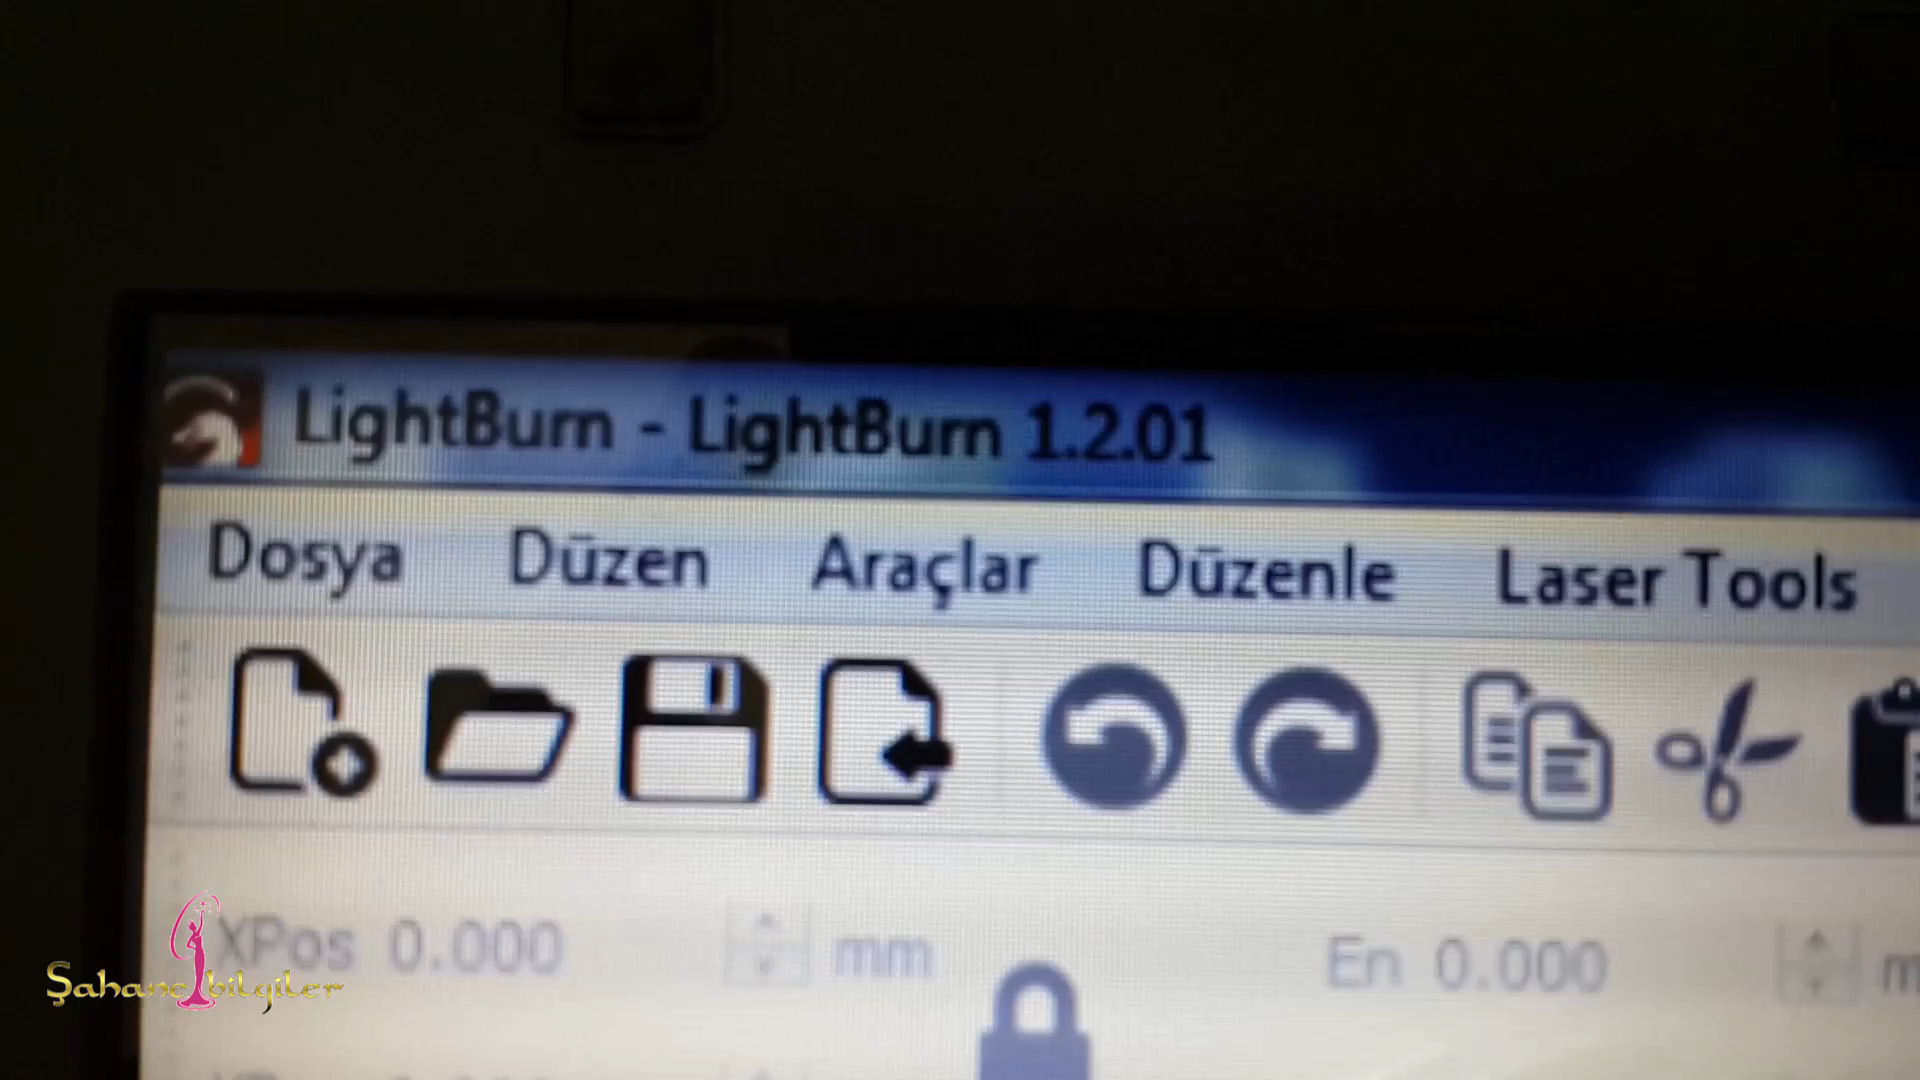 LightBurn - LightBurn 1.2.01
Dosya Düzen Araçlar Düzenle Laser Tools
XPos 0.000 mm En 0.000
Şahane bilgiler